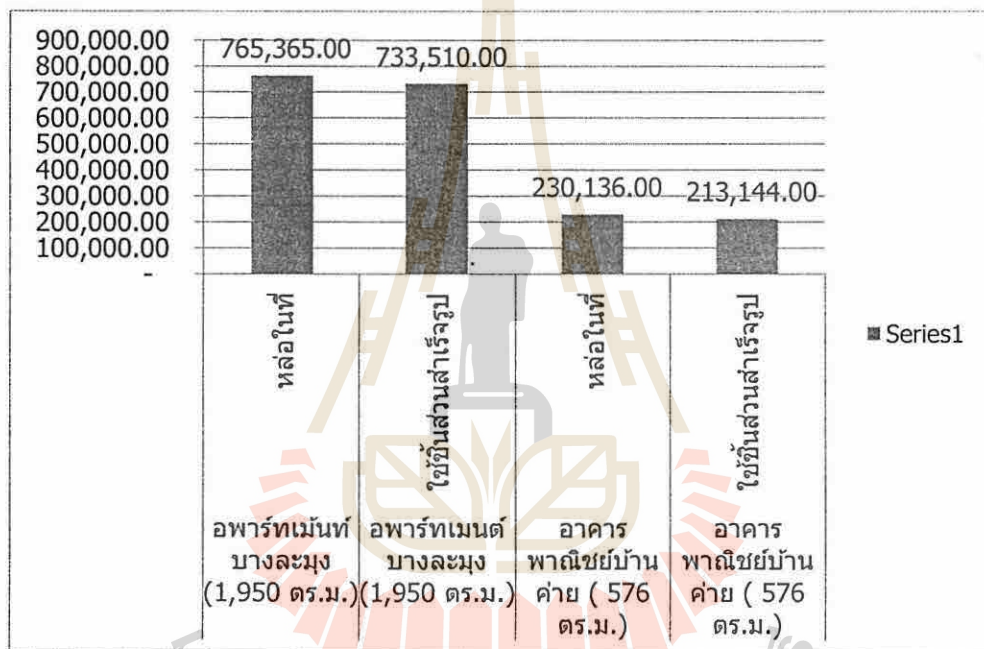 900,000.00
800,000.00
700,000.00
600,000.00
500,000.00
400,000.00
300,000.00
200,000.00
100,000.00
-
765,365.00
733,510.00
230,136.00
213,144.00
หล่อในที่
ใช้ชิ้นส่วนสำเร็จรูป
หล่อในที่
ใช้ชิ้นส่วนสำเร็จรูป
อพาร์ทเม้นท์
บางละมุง
(1,950 ตร.ม.)
อพาร์ทเมนต์
บางละมุง
(1,950 ตร.ม.)
อาคาร
พาณิชย์บ้าน
ค่าย ( 576
ตร.ม.)
อาคาร
พาณิชย์บ้าน
ค่าย ( 576
ตร.ม.)
Series1